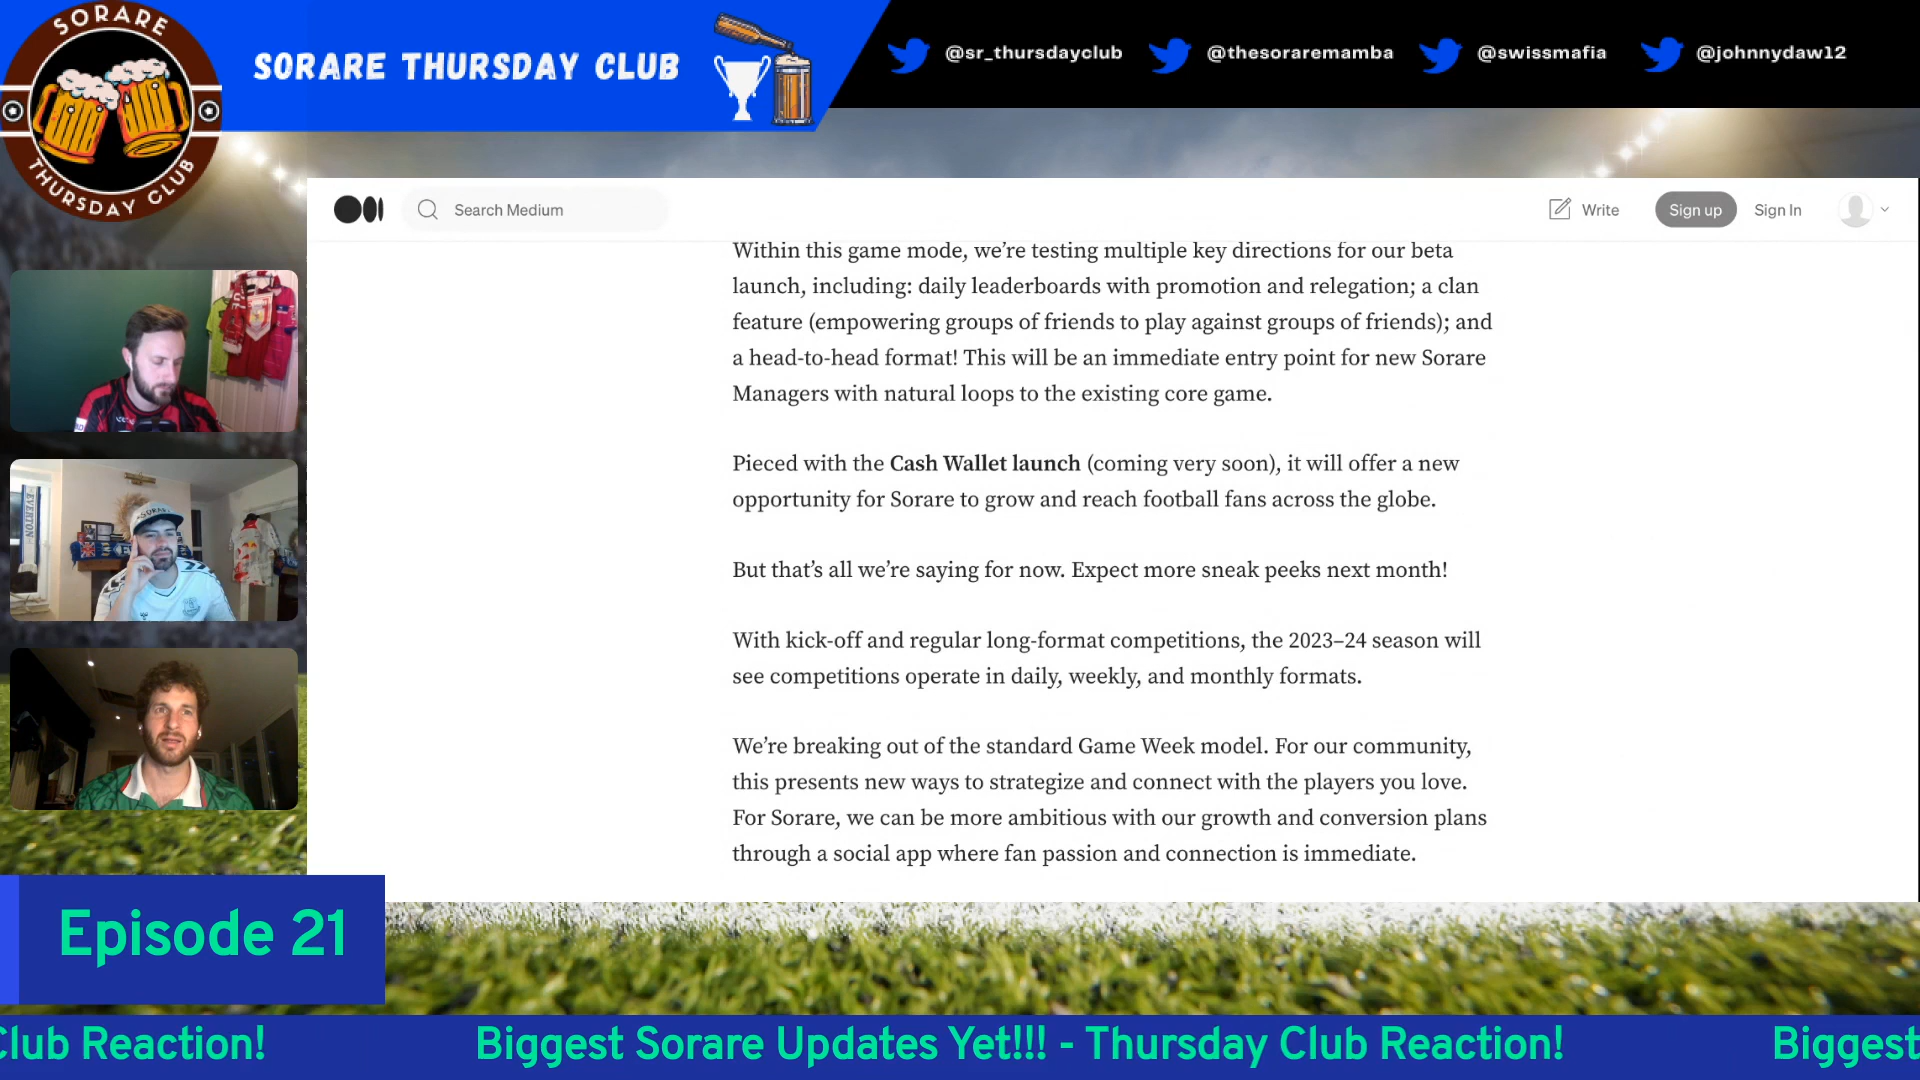 SORARE
THURSDAY CLUB
SORARE THURSDAY CLUB
@sr_thursdayclub
@thesoraremamba
@swissmafia
@johnnydaw12
Search Medium
Write
Sign up
Sign In
Within this game mode, we’re testing multiple key directions for our beta
launch, including: daily leaderboards with promotion and relegation; a clan
feature (empowering groups of friends to play against groups of friends); and
a head-to-head format! This will be an immediate entry point for new Sorare
Managers with natural loops to the existing core game.
Pieced with the Cash Wallet launch (coming very soon), it will offer a new
opportunity for Sorare to grow and reach football fans across the globe.
But that’s all we’re saying for now. Expect more sneak peeks next month!
With kick-off and regular long-format competitions, the 2023–24 season will
see competitions operate in daily, weekly, and monthly formats.
We’re breaking out of the standard Game Week model. For our community,
this presents new ways to strategize and connect with the players you love.
For Sorare, we can be more ambitious with our growth and conversion plans
through a social app where fan passion and connection is immediate.
EVERTON
SORARE
Episode 21
Club Reaction!
Biggest Sorare Updates Yet!!! - Thursday Club Reaction!
Biggest